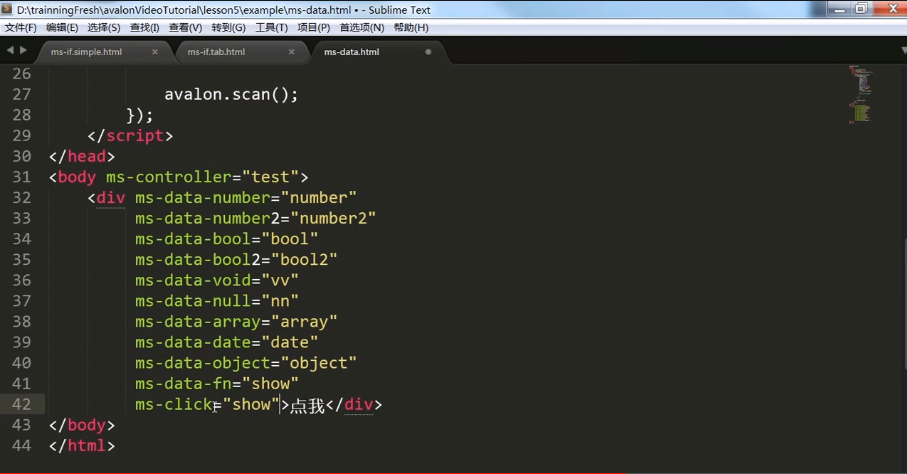 D:\trainningFresh\avalonVideoTutorial\lesson5\example\ms-data.html • - Sublime Text
文件(F) 编辑(E) 选择(S) 查找(I) 查看(V) 转到(G) 工具(T) 项目(P) 首选项(N) 帮助(H)
ms-if.simple.html × ms-if.tab.html × ms-data.html
26
27 avalon.scan();
28 });
29 </script>
30 </head>
31 <body ms-controller="test">
32 <div ms-data-number="number"
33 ms-data-number2="number2"
34 ms-data-bool="bool"
35 ms-data-bool2="bool2"
36 ms-data-void="vv"
37 ms-data-null="nn"
38 ms-data-array="array"
39 ms-data-date="date"
40 ms-data-object="object"
41 ms-data-fn="show"
42 ms-click="show">点我</div>
43 </body>
44 </html>